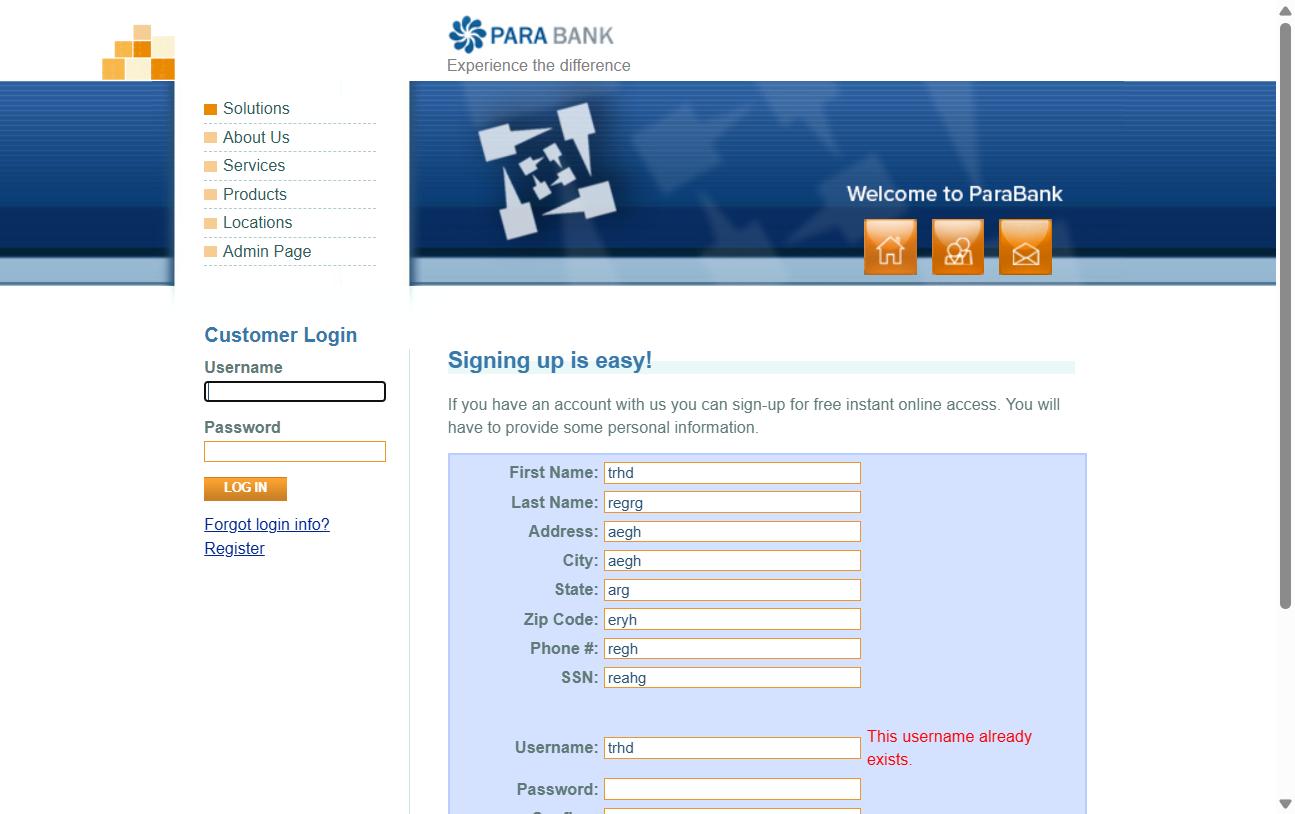 PARA BANK
Experience the difference
Solutions
About Us
Services
Products
Locations
Admin Page
Welcome to ParaBank
Customer Login
Username
Password
LOG IN
Forgot login info?
Register
Signing up is easy!
If you have an account with us you can sign-up for free instant online access. You will
have to provide some personal information.
First Name: trhd
Last Name: regrg
Address: aegh
City: aegh
State: arg
Zip Code: eryh
Phone #: regh
SSN: reahg
Username: trhd This username already
exists.
Password: